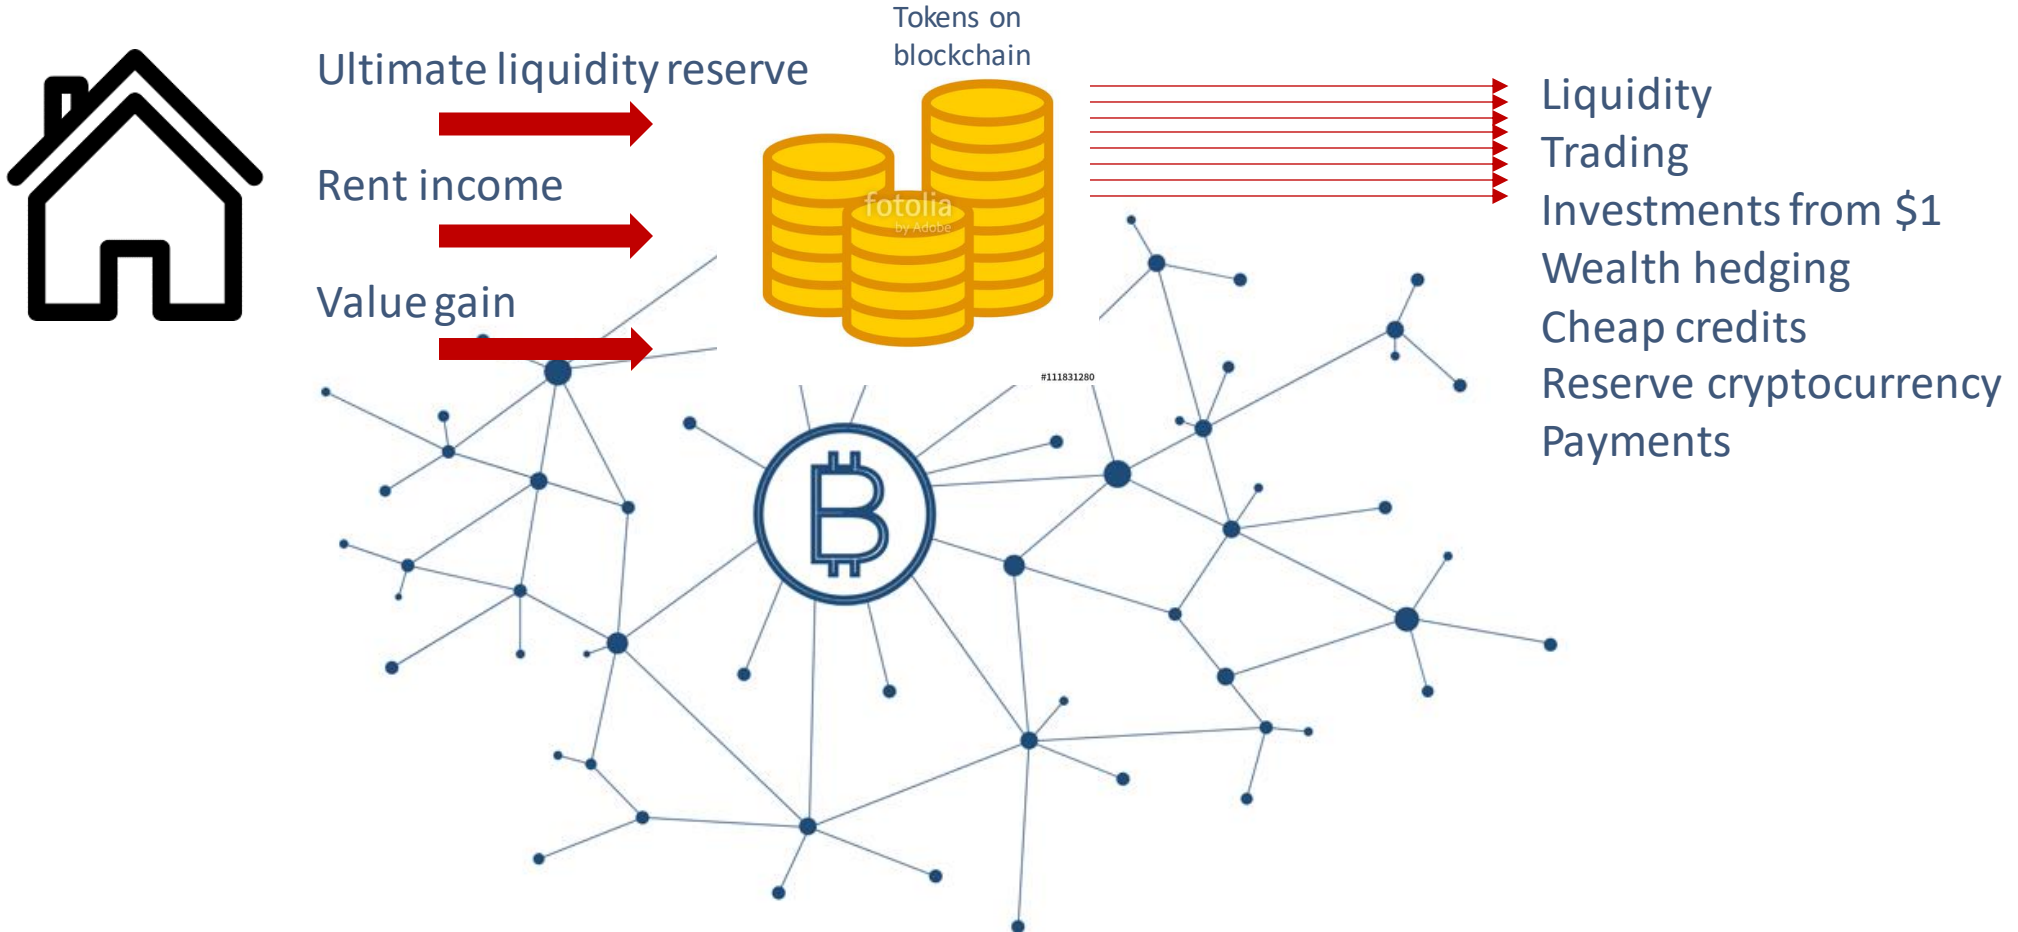 Tokens on
blockchain
Ultimate liquidity reserve
Rent income
Value gain
fotolia
by Adobe
#111831280
Liquidity
Trading
Investments from $1
Wealth hedging
Cheap credits
Reserve cryptocurrency
Payments